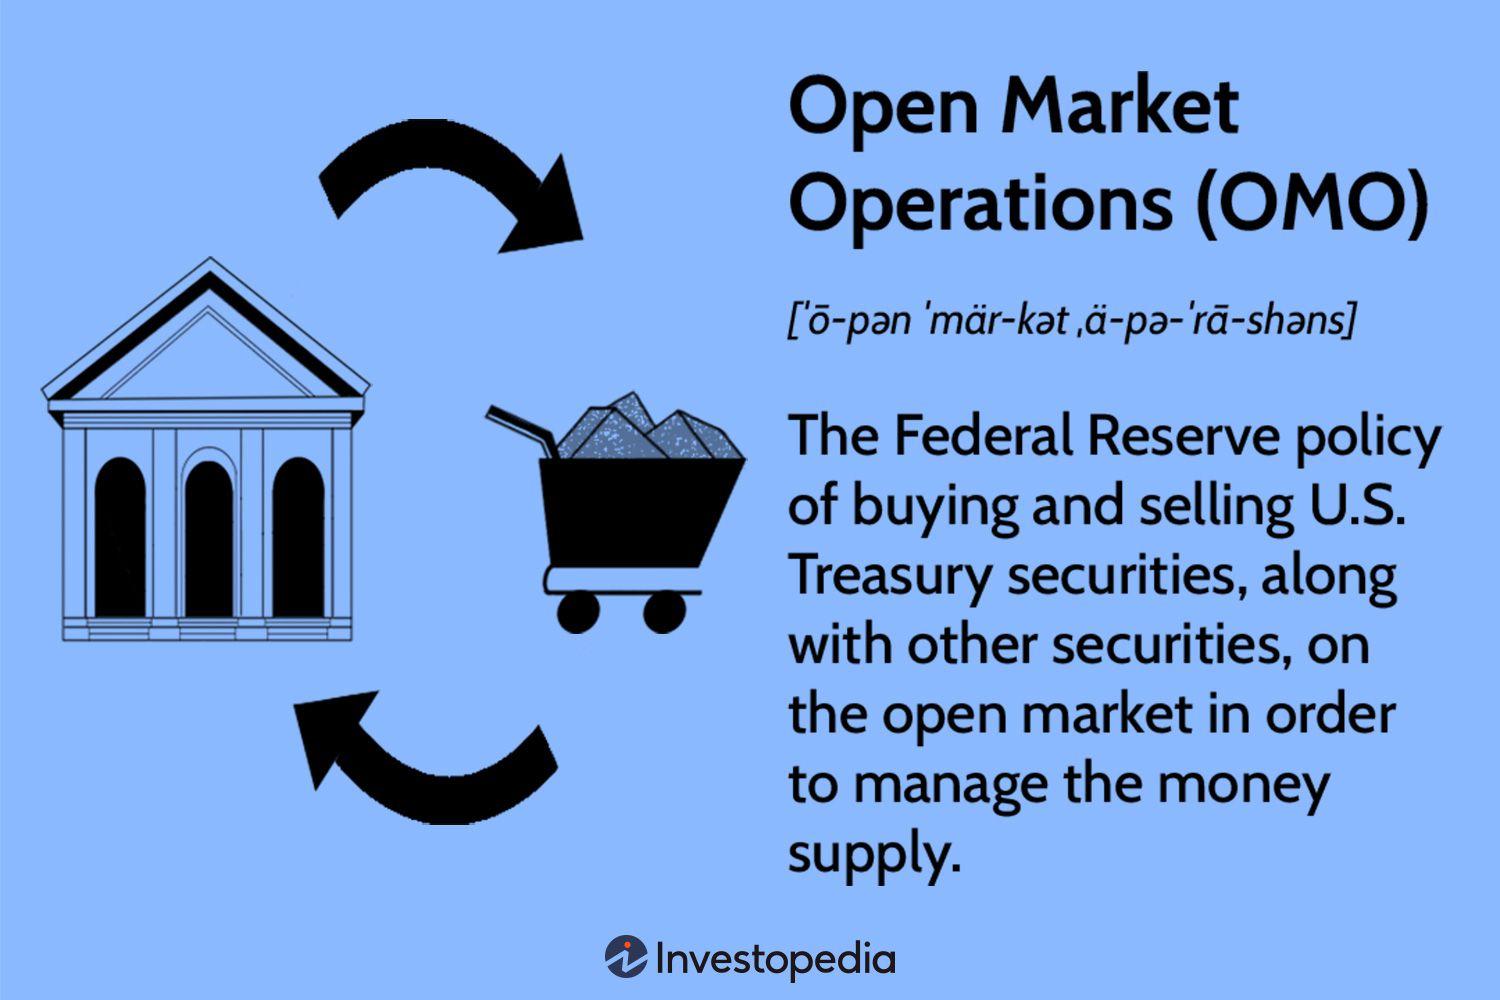 Open Market
Operations (OMO)
[ˈō-pən ˈmär-kət ˌä-pə-ˈrā-shəns]
The Federal Reserve policy
of buying and selling U.S.
Treasury securities, along
with other securities, on
the open market in order
to manage the money
supply.
Investopedia